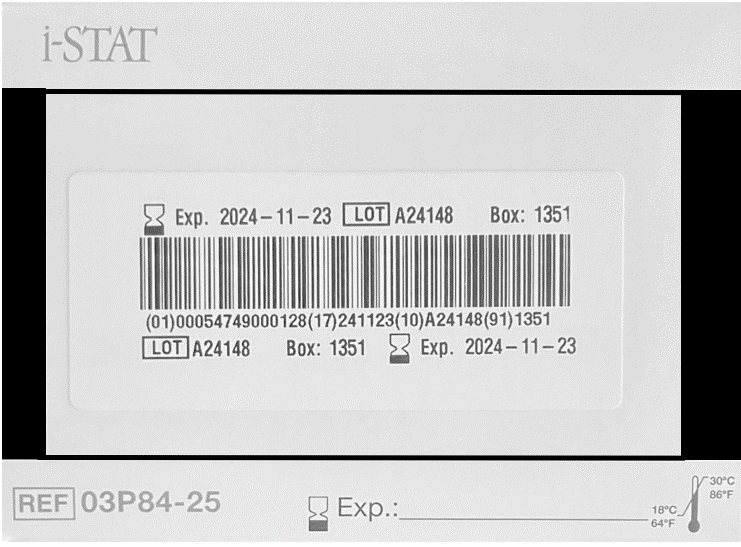 i-STAT
Exp. 2024-11-23 LOT A24148 Box: 1351
(01)00054749000128(17)241123(10)A24148(91)1351
LOT A24148 Box: 1351 Exp. 2024-11-23
REF 03P84-25 Exp.:
30°C
86°F
18°C
64°F